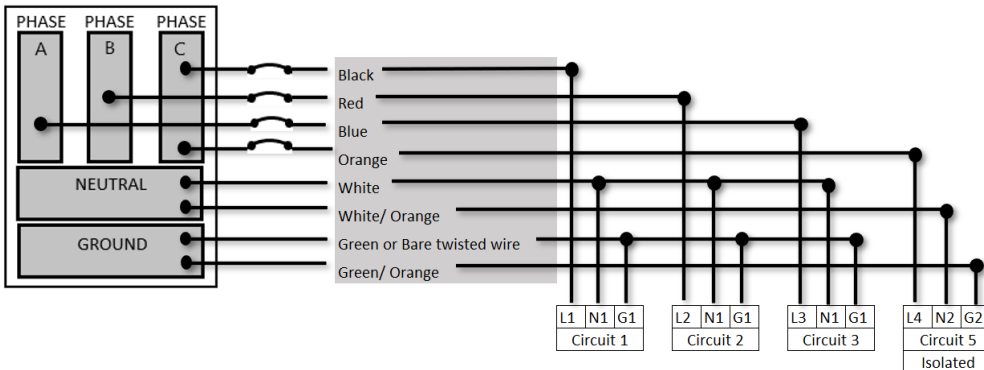 PHASE PHASE PHASE
A B C
Black
Red
Blue
Orange
NEUTRAL
White
White/ Orange
GROUND
Green or Bare twisted wire
Green/ Orange
L1 N1 G1 L2 N1 G1 L3 N1 G1 L4 N2 G2
Circuit 1 Circuit 2 Circuit 3 Circuit 5
Isolated